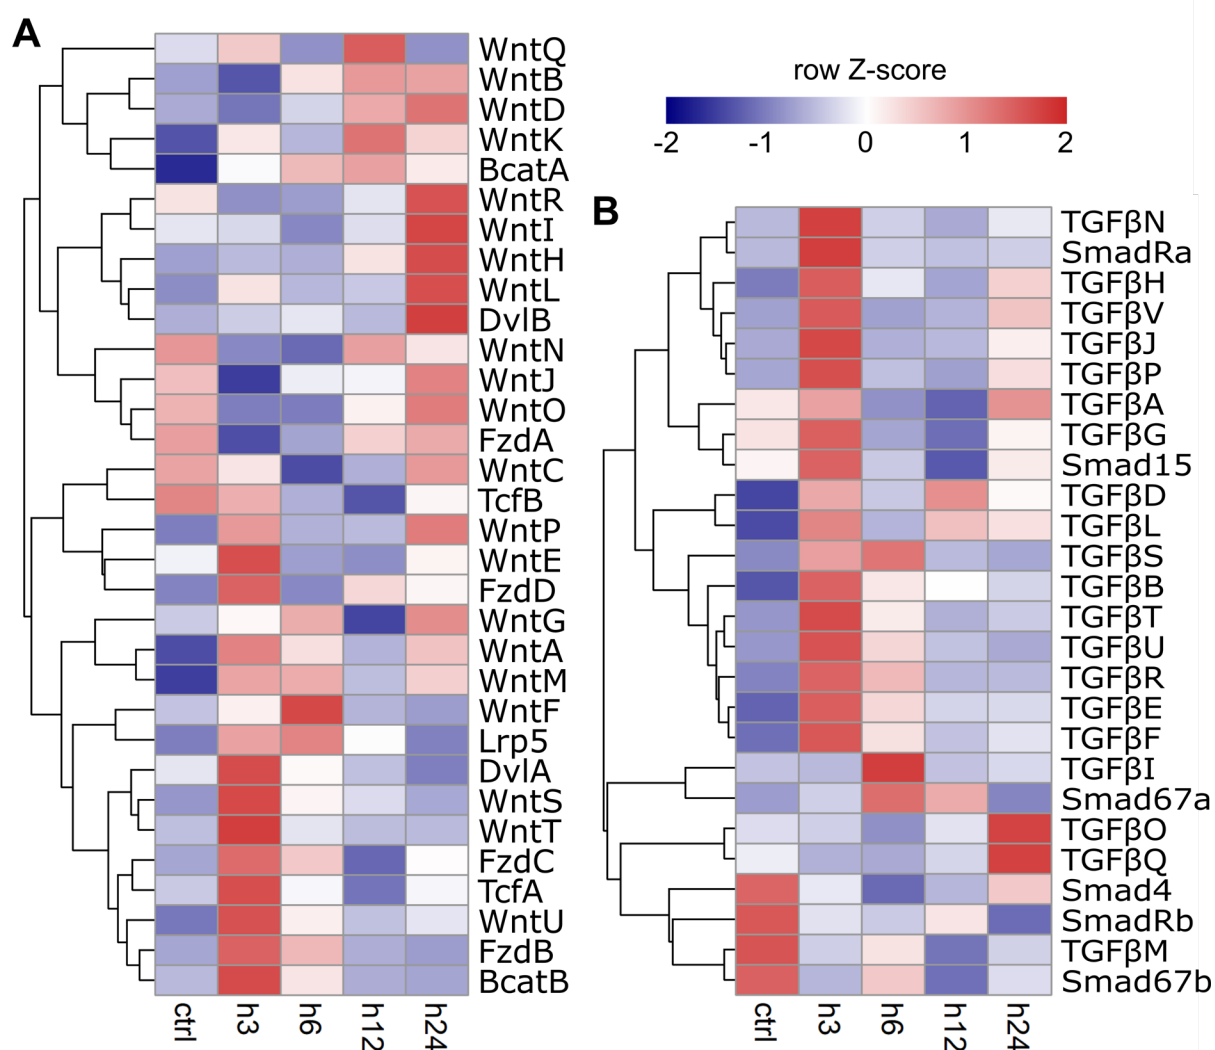 A
WntQ
WntB
WntD
WntK
BcatA
WntR
WntI
WntH
WntL
DvlB
WntN
WntJ
WntO
FzdA
WntC
TcfB
WntP
WntE
FzdD
WntG
WntA
WntM
WntF
Lrp5
DvlA
WntS
WntT
FzdC
TcfA
WntU
FzdB
BcatB
ctrl h3 h6 h12 h24
row Z-score
-2 -1 0 1 2
B
TGFβN
SmadRa
TGFβH
TGFβV
TGFβJ
TGFβP
TGFβA
TGFβG
Smad15
TGFβD
TGFβL
TGFβS
TGFβB
TGFβT
TGFβU
TGFβR
TGFβE
TGFβF
TGFβI
Smad67a
TGFβO
TGFβQ
Smad4
SmadRb
TGFβM
Smad67b
ctrl h3 h6 h12 h24